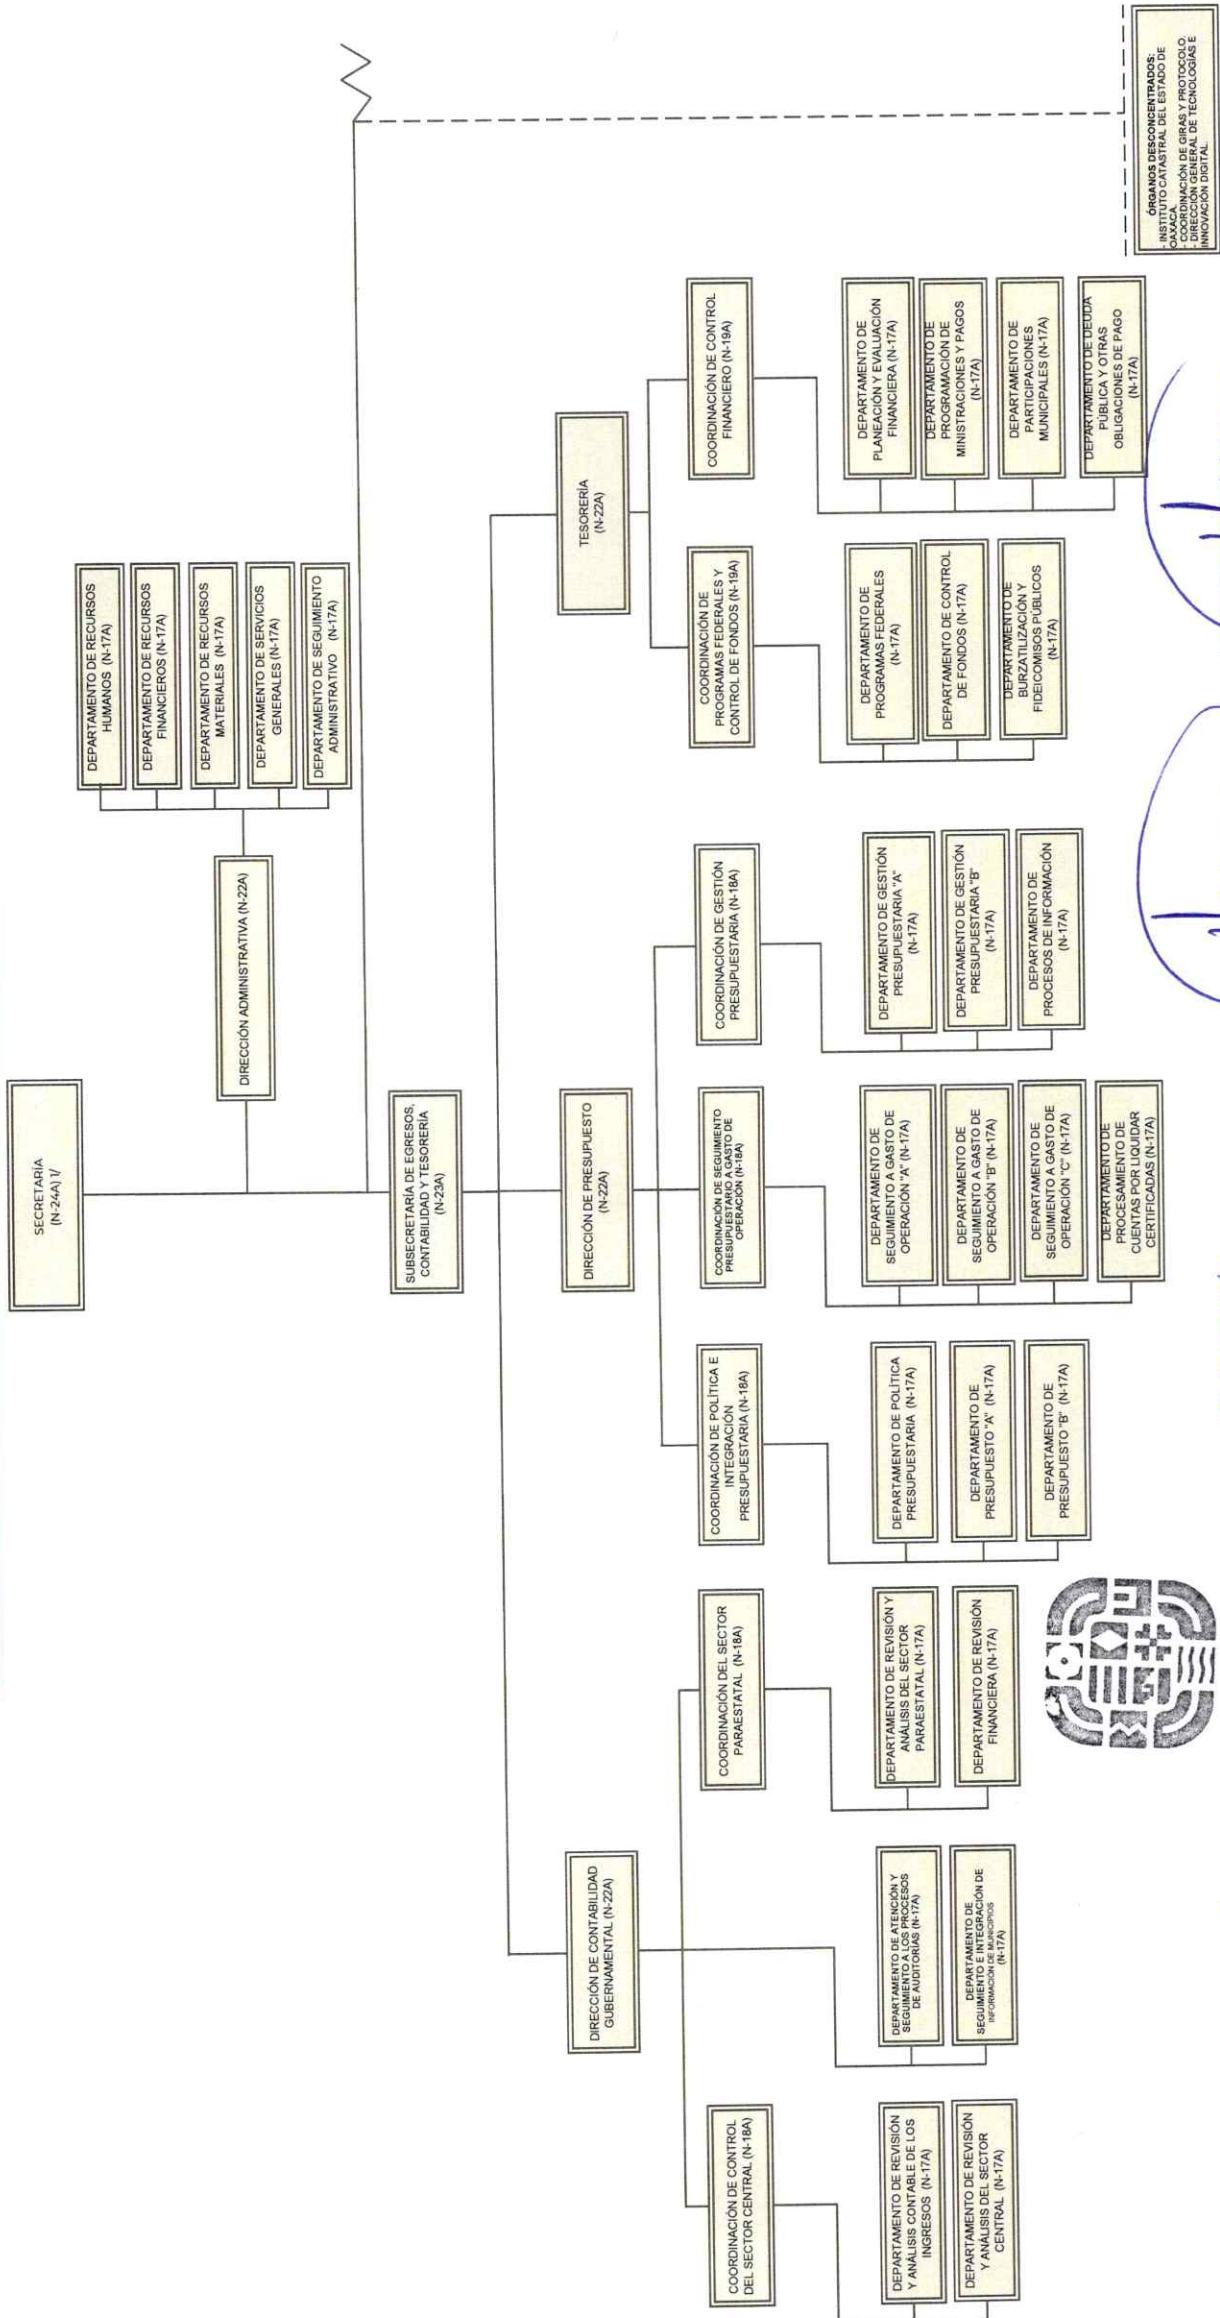 SECRETARÍA
(N-24A) 1/
DIRECCIÓN ADMINISTRATIVA (N-22A)
DEPARTAMENTO DE RECURSOS
HUMANOS (N-17A)
DEPARTAMENTO DE RECURSOS
FINANCIEROS (N-17A)
DEPARTAMENTO DE RECURSOS
MATERIALES (N-17A)
DEPARTAMENTO DE SERVICIOS
GENERALES (N-17A)
DEPARTAMENTO DE SEGUIMIENTO
ADMINISTRATIVO (N-17A)
SUBSECRETARÍA DE EGRESOS,
CONTABILIDAD Y TESORERÍA
(N-23A)
DIRECCIÓN DE CONTABILIDAD
GUBERNAMENTAL (N-22A)
DIRECCIÓN DE PRESUPUESTO
(N-22A)
TESORERÍA
(N-22A)
COORDINACIÓN DE CONTROL
DEL SECTOR CENTRAL (N-18A)
DEPARTAMENTO DE REVISIÓN
Y ANÁLISIS CONTABLE DE LOS
INGRESOS (N-17A)
DEPARTAMENTO DE REVISIÓN
Y ANÁLISIS DEL SECTOR
CENTRAL (N-17A)
DEPARTAMENTO DE ATENCIÓN Y
SEGUIMIENTO A LOS PROCESOS
DE AUDITORÍAS (N-17A)
DEPARTAMENTO DE
SEGUIMIENTO E INTEGRACIÓN DE
INFORMACIÓN DE MUNICIPIOS
(N-17A)
COORDINACIÓN DEL SECTOR
PARAESTATAL (N-18A)
DEPARTAMENTO DE REVISIÓN Y
ANÁLISIS DEL SECTOR
PARAESTATAL (N-17A)
DEPARTAMENTO DE REVISIÓN
FINANCIERA (N-17A)
COORDINACIÓN DE POLÍTICA E
INTEGRACIÓN
PRESUPUESTARIA (N-18A)
DEPARTAMENTO DE POLÍTICA
PRESUPUESTARIA (N-17A)
DEPARTAMENTO DE
PRESUPUESTO "A" (N-17A)
DEPARTAMENTO DE
PRESUPUESTO "B" (N-17A)
COORDINACIÓN DE SEGUIMIENTO
PRESUPUESTARIO A GASTO DE
OPERACIÓN (N-18A)
DEPARTAMENTO DE
SEGUIMIENTO A GASTO DE
OPERACIÓN "A" (N-17A)
DEPARTAMENTO DE
SEGUIMIENTO A GASTO DE
OPERACIÓN "B" (N-17A)
DEPARTAMENTO DE
SEGUIMIENTO A GASTO DE
OPERACIÓN "C" (N-17A)
DEPARTAMENTO DE
PROCESAMIENTO DE
CUENTAS POR LIQUIDAR
CERTIFICADAS (N-17A)
COORDINACIÓN DE GESTIÓN
PRESUPUESTARIA (N-18A)
DEPARTAMENTO DE GESTIÓN
PRESUPUESTARIA "A"
(N-17A)
DEPARTAMENTO DE GESTIÓN
PRESUPUESTARIA "B"
(N-17A)
DEPARTAMENTO DE
PROCESOS DE INFORMACIÓN
(N-17A)
COORDINACIÓN DE
PROGRAMAS FEDERALES Y
CONTROL DE FONDOS (N-19A)
DEPARTAMENTO DE
PROGRAMAS FEDERALES
(N-17A)
DEPARTAMENTO DE CONTROL
DE FONDOS (N-17A)
DEPARTAMENTO DE
BURZATILIZACIÓN Y
FIDEICOMISOS PÚBLICOS
(N-17A)
COORDINACIÓN DE CONTROL
FINANCIERO (N-19A)
DEPARTAMENTO DE
PLANEACIÓN Y EVALUACIÓN
FINANCIERA (N-17A)
DEPARTAMENTO DE
PROGRAMACIÓN DE
MINISTRACIONES Y PAGOS
(N-17A)
DEPARTAMENTO DE
PARTICIPACIONES
MUNICIPALES (N-17A)
DEPARTAMENTO DE DEUDA
PÚBLICA Y OTRAS
OBLIGACIONES DE PAGO
(N-17A)
ÓRGANOS DESCONCENTRADOS:
- INSTITUTO CATASTRAL DEL ESTADO DE
OAXACA.
- COORDINACIÓN DE GIRAS Y PROTOCOLO.
- DIRECCIÓN GENERAL DE TECNOLOGÍAS E
INNOVACIÓN DIGITAL.